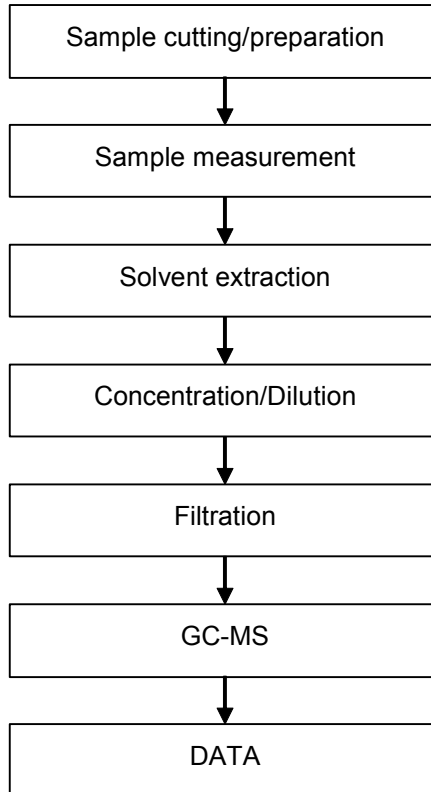 Sample cutting/preparation
Sample measurement
Solvent extraction
Concentration/Dilution
Filtration
GC-MS
DATA